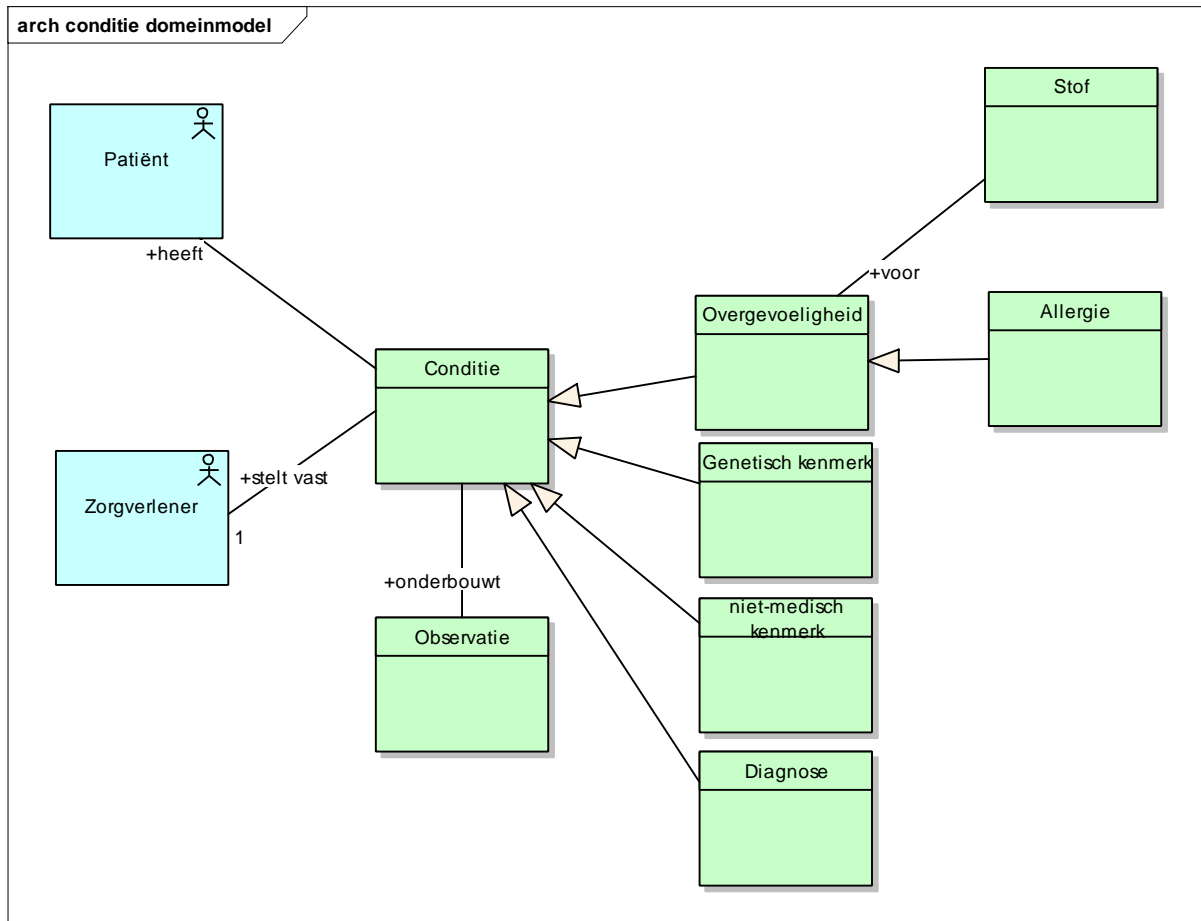 arch conditie domeinmodel
Stof
Patiënt
+heeft
+voor
Overgevoeligheid
Allergie
Conditie
Genetisch kenmerk
+stelt vast
Zorgverlener
1
+onderbouwt
niet-medisch
kenmerk
Observatie
Diagnose